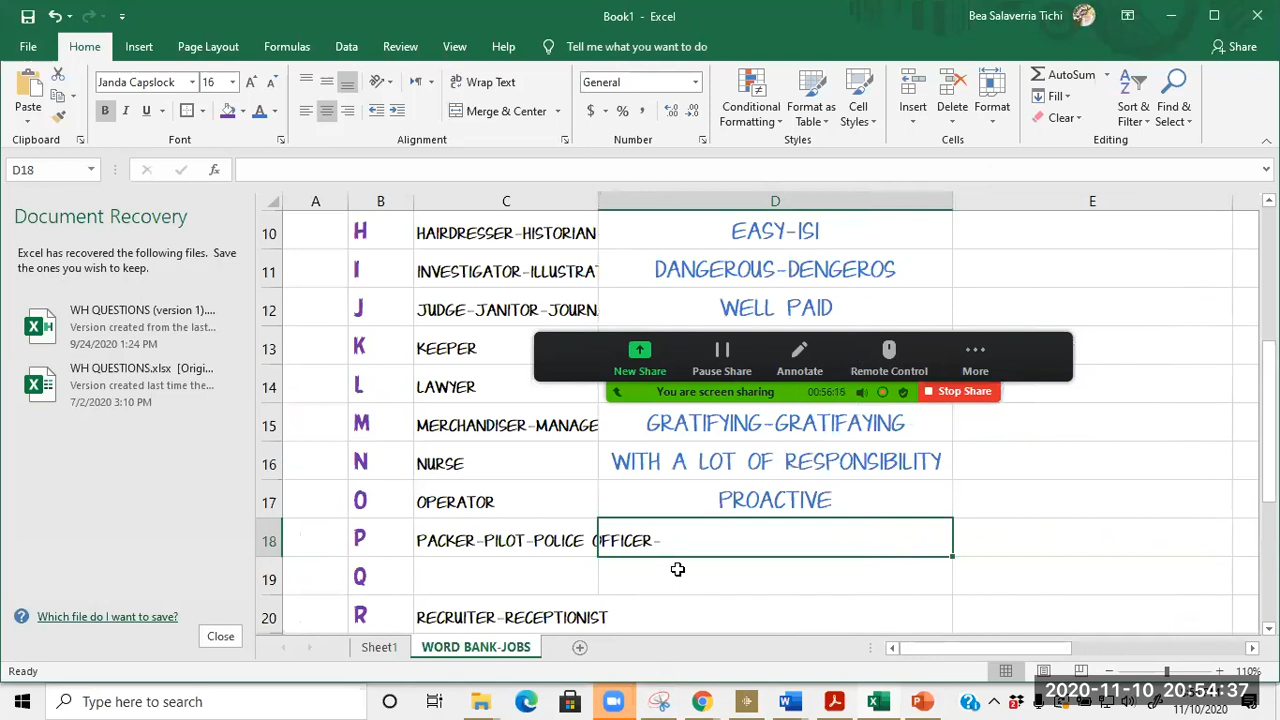 Book1 - Excel
Bea Salaverria Tichi
File Home Insert Page Layout Formulas Data Review View Help Tell me what you want to do Share
Janda Capslock 16 Wrap Text General AutoSum
Paste Conditional Format as Cell Insert Delete Format Fill Sort & Find &
B I U Merge & Center $ % Formatting Table Styles Clear Filter Select
Clipboard Font Alignment Number Styles Cells Editing
D18
Document Recovery
Excel has recovered the following files. Save
the ones you wish to keep.
WH QUESTIONS (version 1)....
Version created from the last...
9/24/2020 1:24 PM
WH QUESTIONS.xlsx [Origi...
Version created last time the...
7/2/2020 3:18 PM
Which file do I want to save?
Close
A B C D E
10 H HAIRDRESSER-HISTORIAN EASY-ISI
11 I INVESTIGATOR-ILLUSTRAT DANGEROUS-DENGEROS
12 J JUDGE-JANITOR-JOURN WELL PAID
13 K KEEPER
14 L LAWYER
15 M MERCHANDISER-MANAGE GRATIFYING-GRATIFAYING
16 N NURSE WITH A LOT OF RESPONSIBILITY
17 O OPERATOR PROACTIVE
18 P PACKER-PILOT-POLICE OFFICER-
19 Q
20 R RECRUITER-RECEPTIONIST
New Share Pause Share Annotate Remote Control More
You are screen sharing 00:56:15 Stop Share
Sheet1 WORD BANK-JOBS
Ready 110%
Type here to search
2020-11-10 20:54:37
11/10/2020